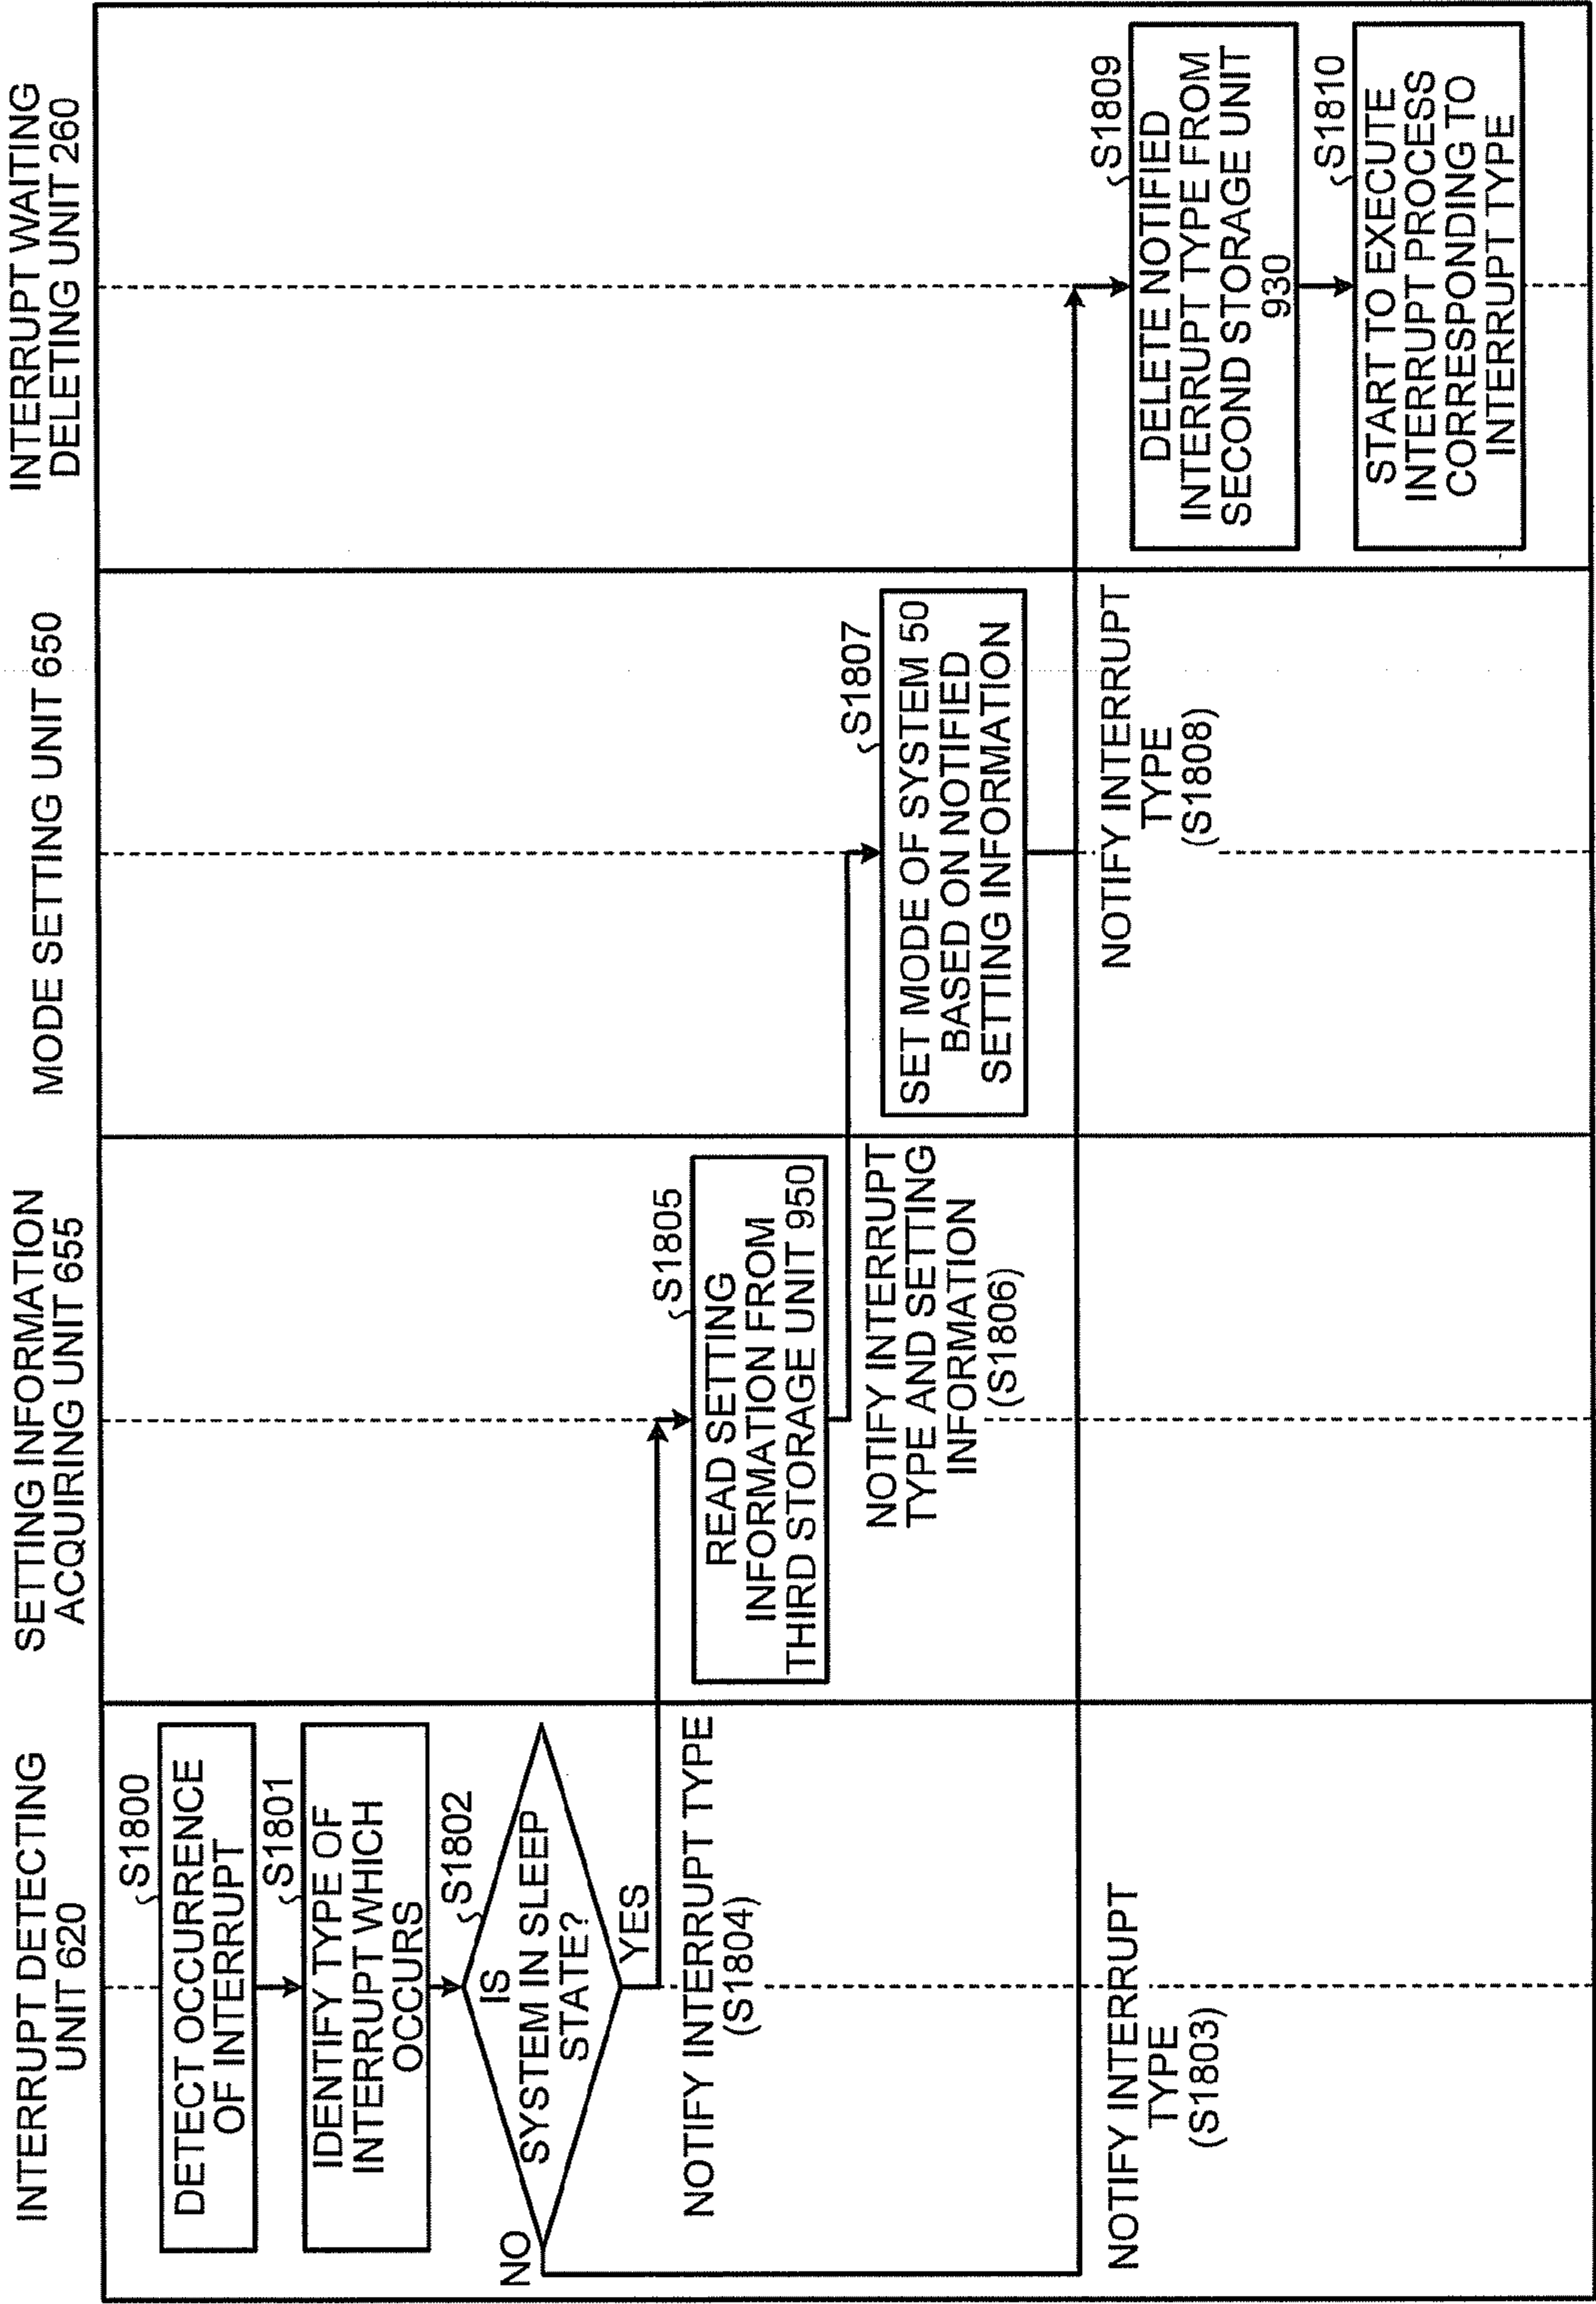 INTERRUPT DETECTING
UNIT 620
S1800
DETECT OCCURRENCE
OF INTERRUPT
S1801
IDENTIFY TYPE OF
INTERRUPT WHICH
OCCURS
S1802
IS
SYSTEM IN SLEEP
STATE?
NO
YES
NOTIFY INTERRUPT TYPE
(S1804)
NOTIFY INTERRUPT
TYPE
(S1803)
SETTING INFORMATION
ACQUIRING UNIT 655
S1805
READ SETTING
INFORMATION FROM
THIRD STORAGE UNIT 950
NOTIFY INTERRUPT
TYPE AND SETTING
INFORMATION
(S1806)
MODE SETTING UNIT 650
S1807
SET MODE OF SYSTEM 50
BASED ON NOTIFIED
SETTING INFORMATION
NOTIFY INTERRUPT
TYPE
(S1808)
INTERRUPT WAITING
DELETING UNIT 260
S1809
DELETE NOTIFIED
INTERRUPT TYPE FROM
SECOND STORAGE UNIT
930
S1810
START TO EXECUTE
INTERRUPT PROCESS
CORRESPONDING TO
INTERRUPT TYPE